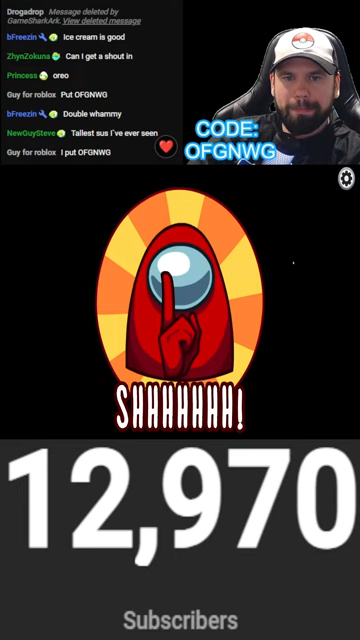 Drogadrop Message deleted by
GameSharkArk. View deleted message
bFreezin Ice cream is good
ZhynZokuns Can I get a shout in
Princess oreo
Guy for roblox Put OFGNWG
bFreezin Double whammy
NewGuySteve Tallest sus I've ever seen
Guy for roblox I put OFGNWG
CODE:
OFGNWG
SHHHHHHH!
12,970
Subscribers